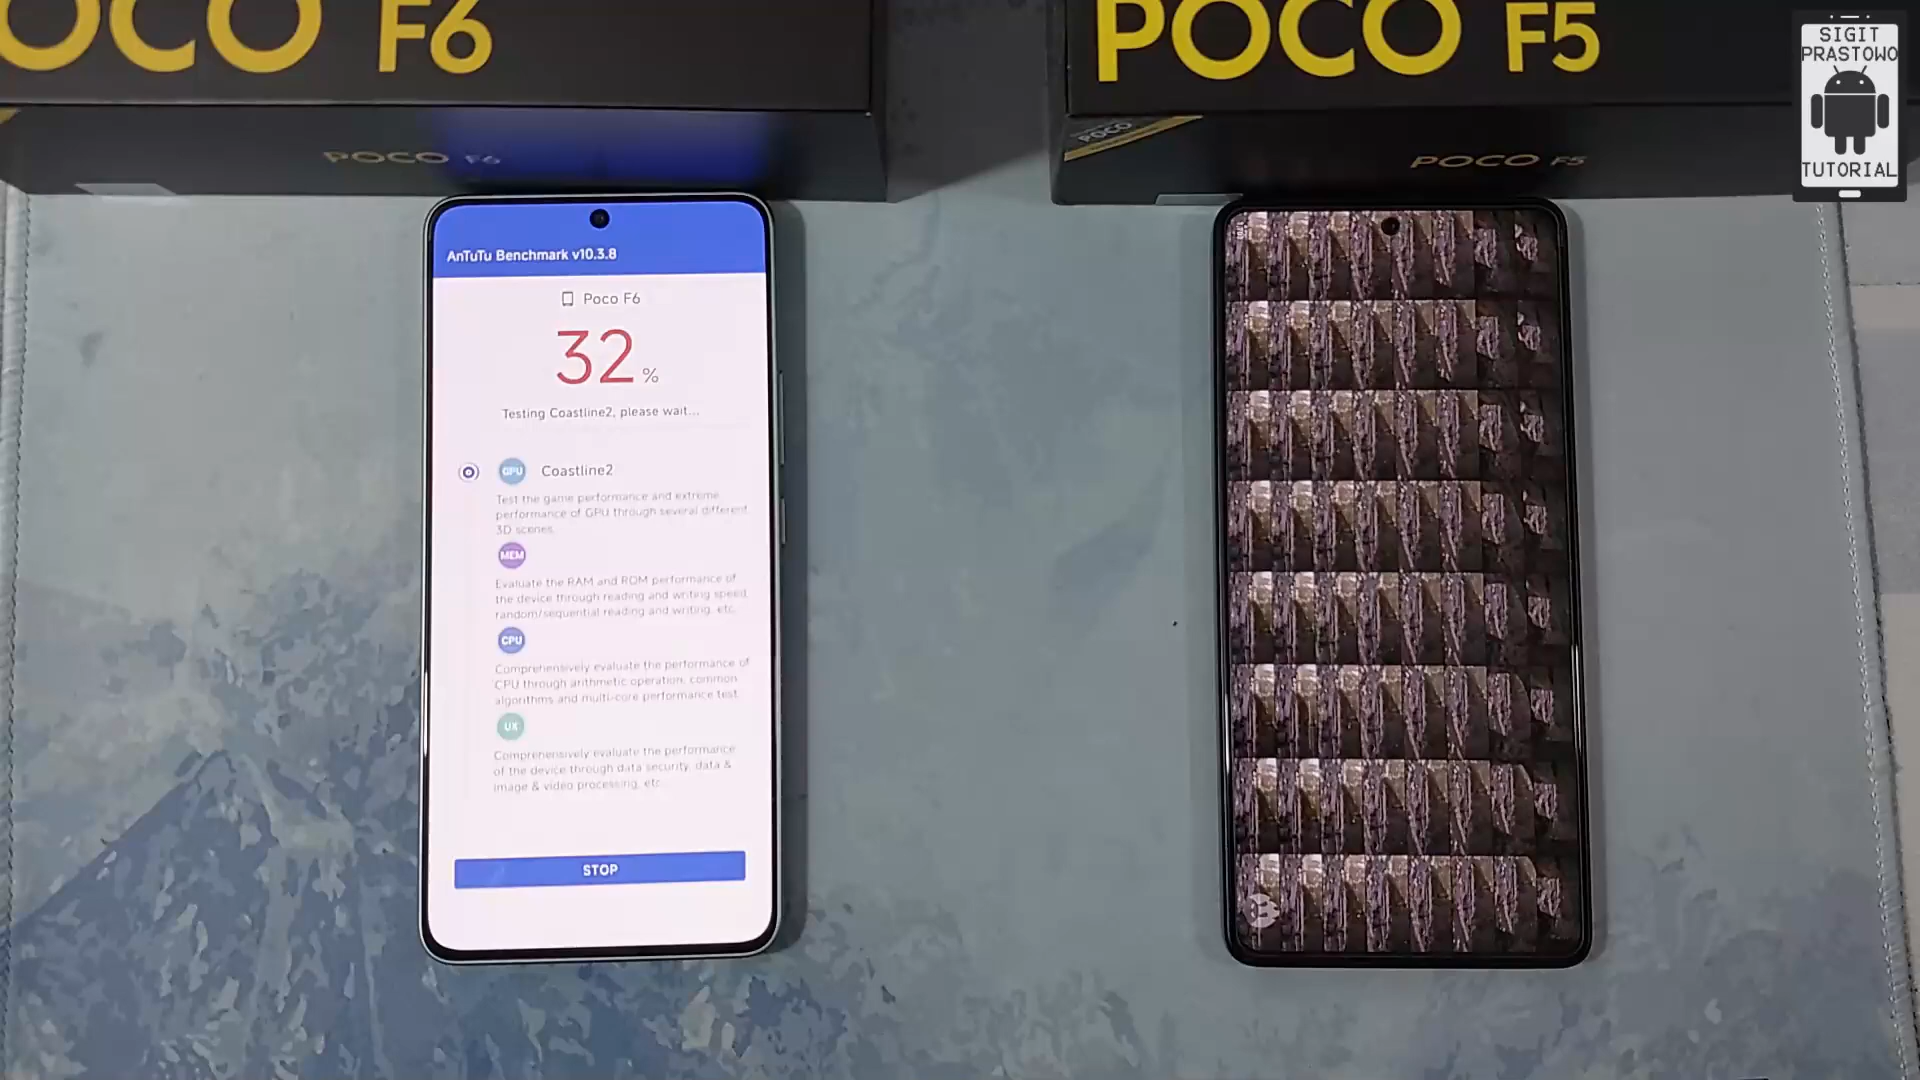 OCO F6
POCO F5
SIGIT
PRASTOWO
TUTORIAL
POCO F6
POCO
POCO F5
AnTuTu Benchmark v10.3.8
Poco F6
32 %
Testing Coastline2, please wait...
GPU Coastline2
Test the game performance and extreme
performance of GPU through several different
3D scenes.
MEM
Evaluate the RAM and ROM performance of
the device through reading and writing speed,
random/sequential reading and writing, etc.
CPU
Comprehensively evaluate the performance of
CPU through arithmetic operation, common
algorithms and multi-core performance test
UX
Comprehensively evaluate the performance
of the device through data security, data &
image & video processing, etc.
STOP